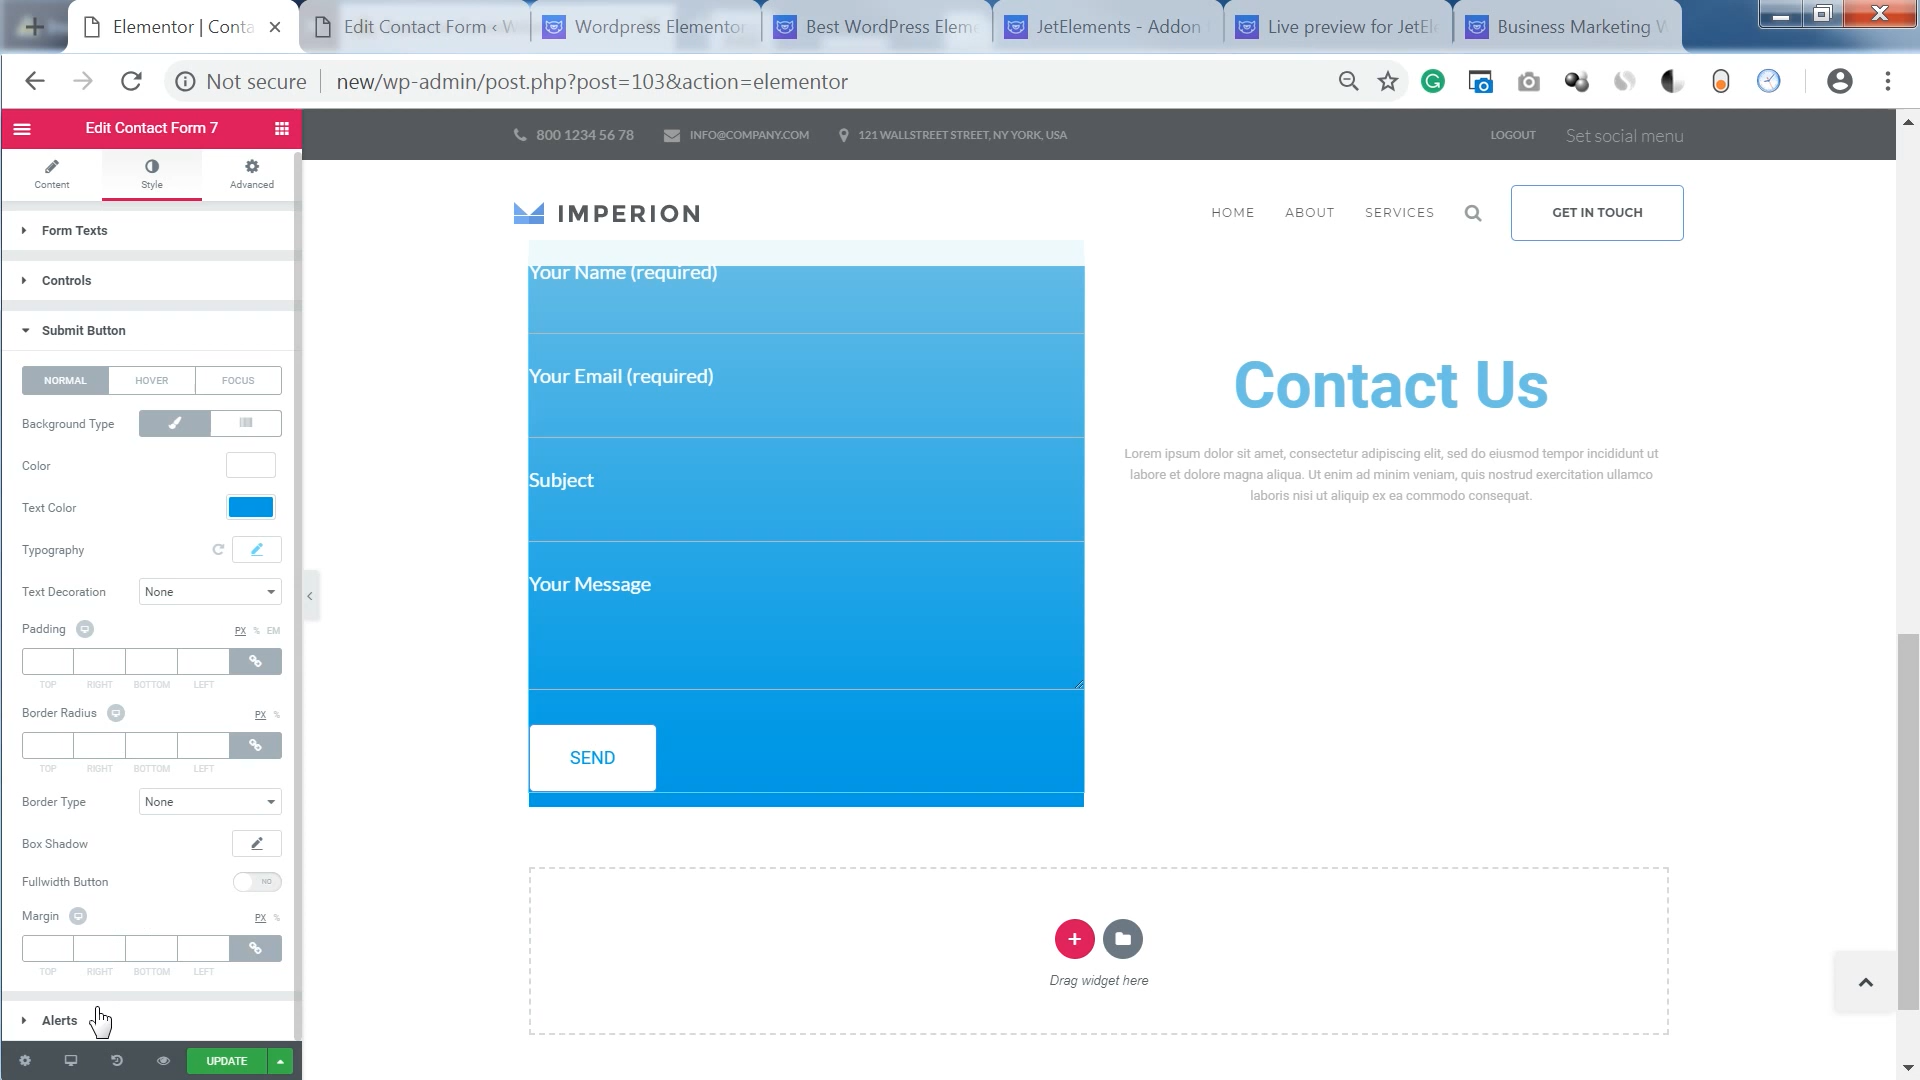 Elementor | Conta
Edit Contact Form ‹ W
Wordpress Elementor
Best WordPress Eleme
JetElements - Addon f
Live preview for JetEle
Business Marketing W
Not secure
new/wp-admin/post.php?post=103&action=elementor
Edit Contact Form 7
Content
Style
Advanced
Form Texts
Controls
Submit Button
NORMAL
HOVER
FOCUS
Background Type
Color
Text Color
Typography
Text Decoration
None
Padding
PX % EM
TOP RIGHT BOTTOM LEFT
Border Radius
PX %
TOP RIGHT BOTTOM LEFT
Border Type
None
Box Shadow
Fullwidth Button
NO
Margin
PX %
TOP RIGHT BOTTOM LEFT
Alerts
UPDATE
800 1234 56 78
INFO@COMPANY.COM
121 WALLSTREET STREET, NY YORK, USA
LOGOUT
Set social menu
IMPERION
HOME
ABOUT
SERVICES
GET IN TOUCH
Your Name (required)
Your Email (required)
Subject
Your Message
SEND
Contact Us
Lorem ipsum dolor sit amet, consectetur adipiscing elit, sed do eiusmod tempor incididunt ut
labore et dolore magna aliqua. Ut enim ad minim veniam, quis nostrud exercitation ullamco
laboris nisi ut aliquip ex ea commodo consequat.
Drag widget here